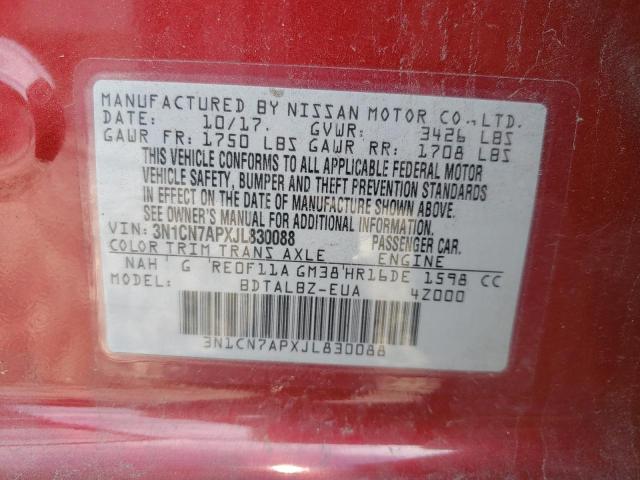 MANUFACTURED BY NISSAN MOTOR CO.,LTD.
DATE: 10/17. GVWR: 3426 LBS
GAWR FR: 1750 LBS GAWR RR: 1708 LBS
THIS VEHICLE CONFORMS TO ALL APPLICABLE FEDERAL MOTOR
VEHICLE SAFETY, BUMPER AND THEFT PREVENTION STANDARDS
IN EFFECT ON THE DATE OF MANUFACTURE SHOWN ABOVE.
SEE OWNER'S MANUAL FOR ADDITIONAL INFORMATION.
VIN: 3N1CN7APXJL830088 PASSENGER CAR.
COLOR TRIM TRANS AXLE ENGINE
NAH G RE0F11A GM38 HR16DE 1598 CC
MODEL: BDTALBZ-EUA 4Z000
3N1CN7APXJL830088